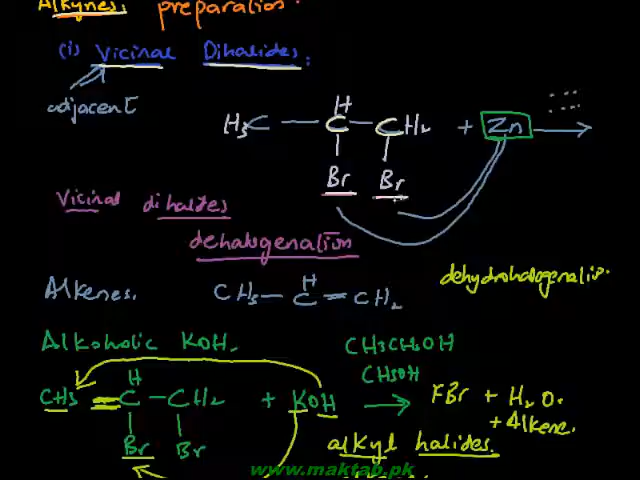 Alkynes: preparation.
(i) Vicinal Dihalides.
adjacent
H
H3C — C — CH2 + Zn →
Br Br
Vicinal dihalides
dehalogenation
dehydrohalogenatio.
H
Alkenes. CH3 — C = CH2
Alkoholic KOH. CH3CH2OH
CH3OH
H
CH3 = C — CH2 + KOH → KBr + H2O.
+ Alkene.
Br Br
alkyl halides.
www.maktab.pk